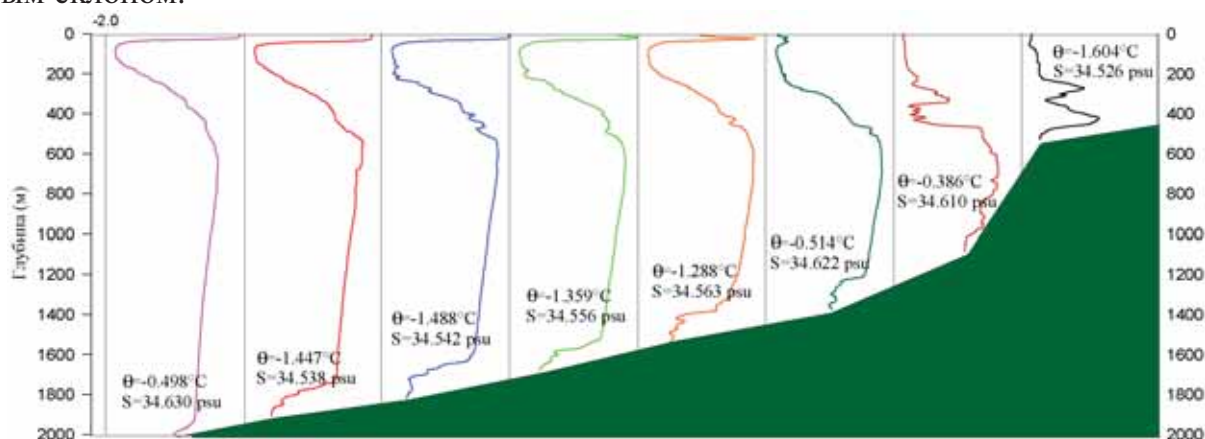 склоном.
-2.0
0
200
400
600
800
1000
1200
1400
1600
1800
2000
Глубина (м)
θ=-0.498°C
S=34.630 psu
θ=-1.447°C
S=34.538 psu
θ=-1.488°C
S=34.542 psu
θ=-1.359°C
S=34.556 psu
θ=-1.288°C
S=34.563 psu
θ=-0.514°C
S=34.622 psu
θ=-0.386°C
S=34.610 psu
θ=-1.604°C
S=34.526 psu
0
200
400
600
800
1000
1200
1400
1600
1800
2000